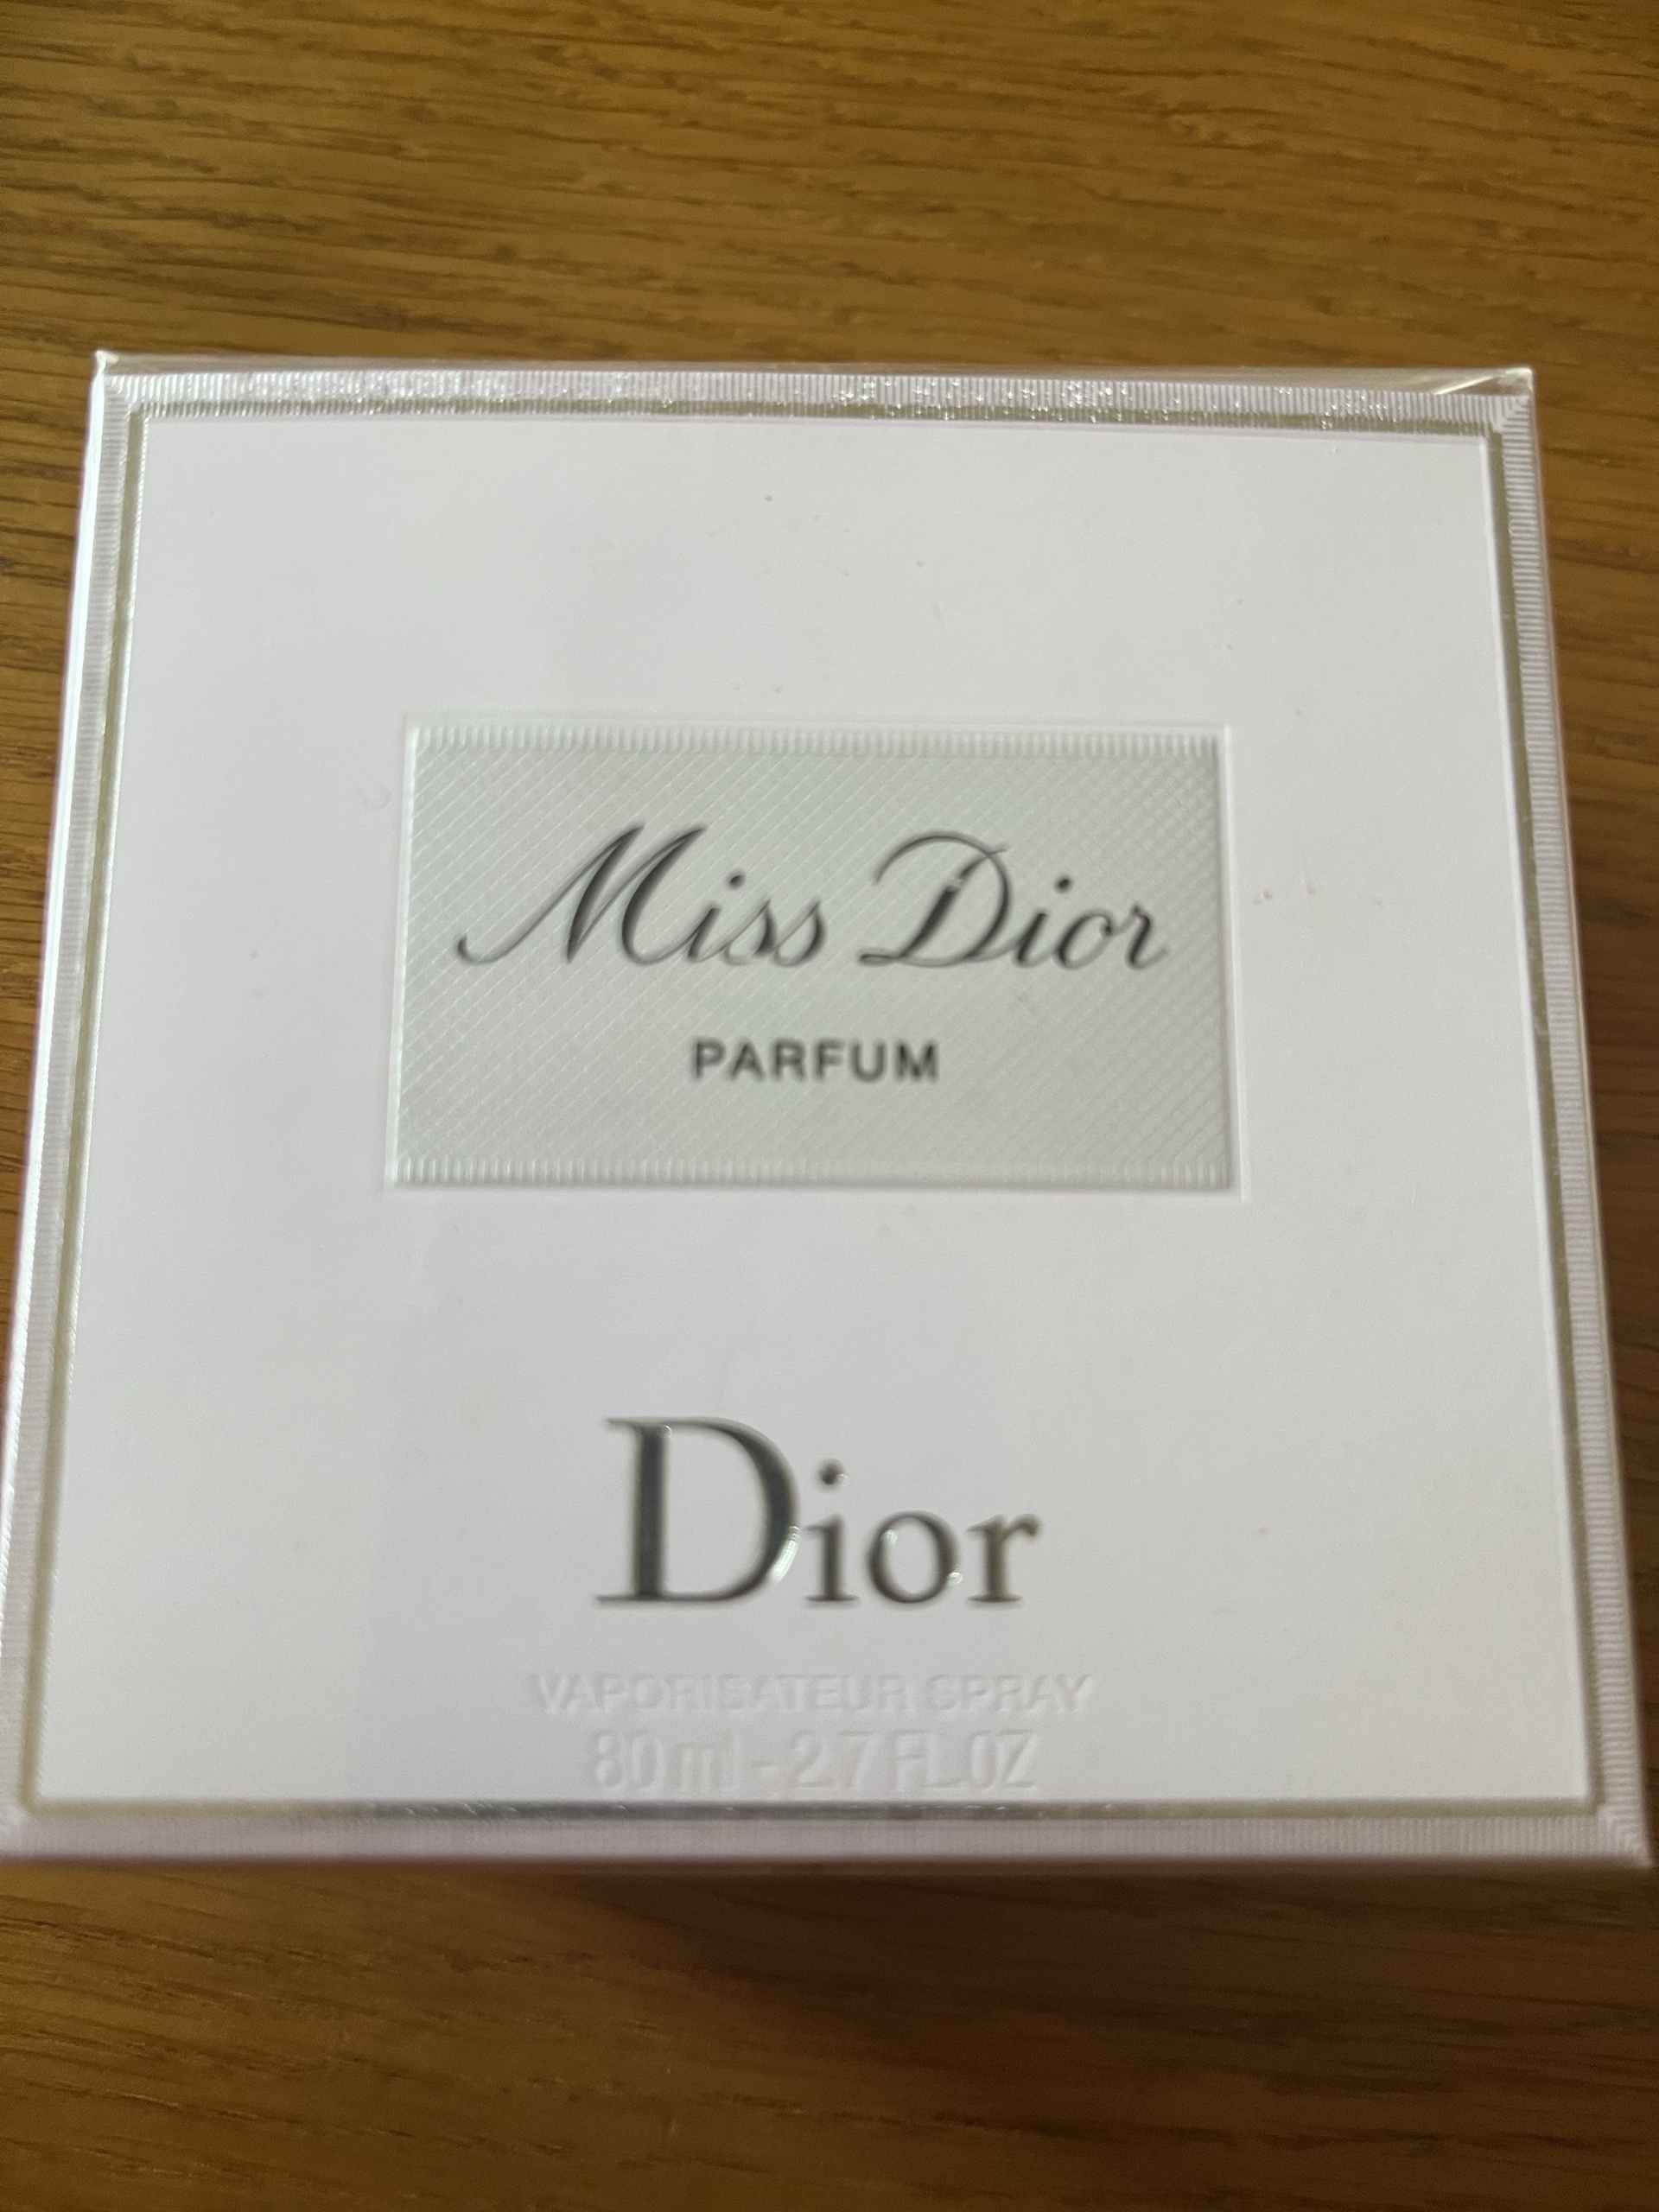 Miss Dior
PARFUM
Dior
VAPORISATEUR SPRAY
80 ml - 2.7 FL.OZ